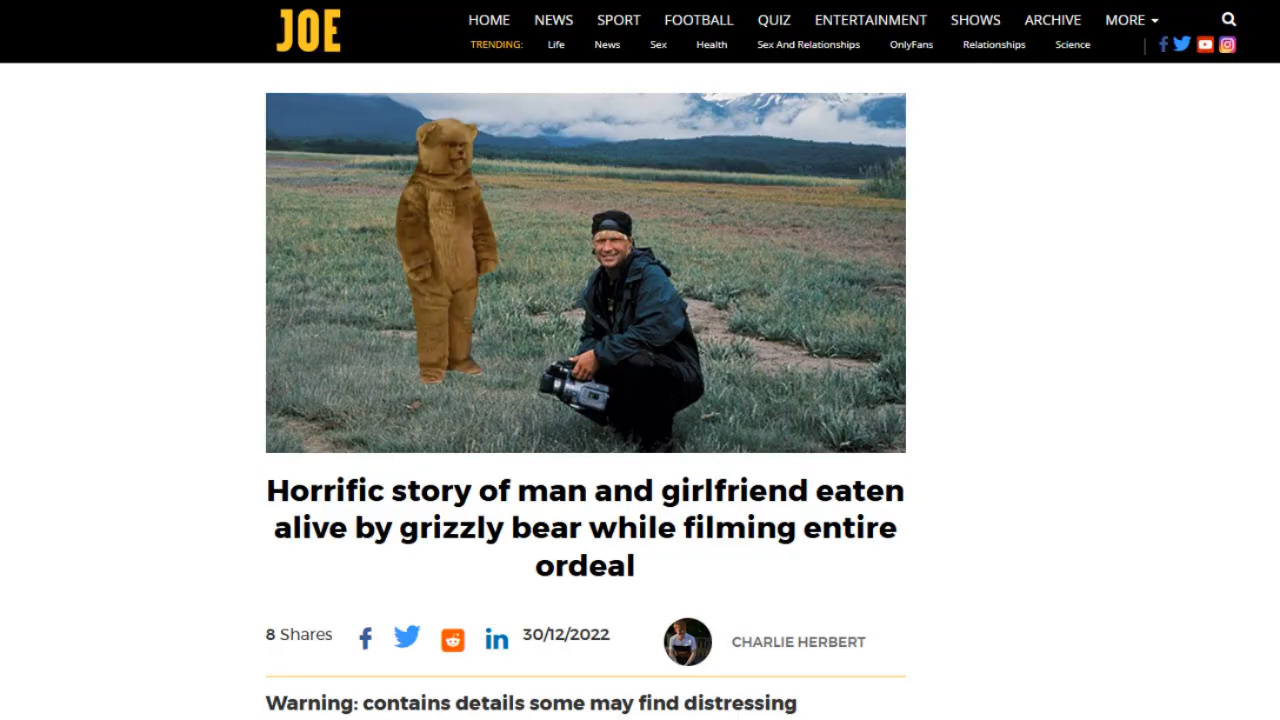 JOE
HOME NEWS SPORT FOOTBALL QUIZ ENTERTAINMENT SHOWS ARCHIVE MORE
TRENDING: Life News Sex Health Sex And Relationships OnlyFans Relationships Science
Horrific story of man and girlfriend eaten
alive by grizzly bear while filming entire
ordeal
8 Shares 30/12/2022 CHARLIE HERBERT
Warning: contains details some may find distressing